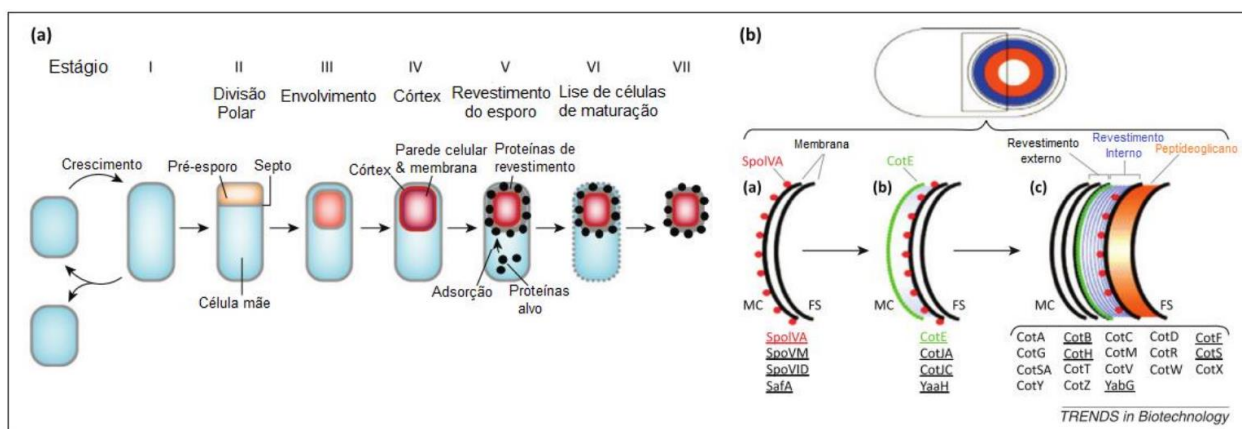 (a)
Estágio I II III IV V VI VII
Divisão Polar
Envolvimento
Córtex
Revestimento do esporo
Lise de células de maturação
Crescimento
Pré-esporo
Septo
Córtex
Parede celular & membrana
Proteínas de revestimento
Célula mãe
Adsorção
Proteínas alvo
(b)
SpoIVA
Membrana
CotE
Revestimento externo
Revestimento Interno
Peptideoglicano
(a)
(b)
(c)
MC FS
MC FS
MC FS
SpoIVA
SpoVM
SpoVID
SafA
CotE
CotJA
CotJC
YaaH
CotA CotB CotC CotD CotF
CotG CotH CotM CotR CotS
CotSA CotT CotV CotW CotX
CotY CotZ YabG
TRENDS in Biotechnology